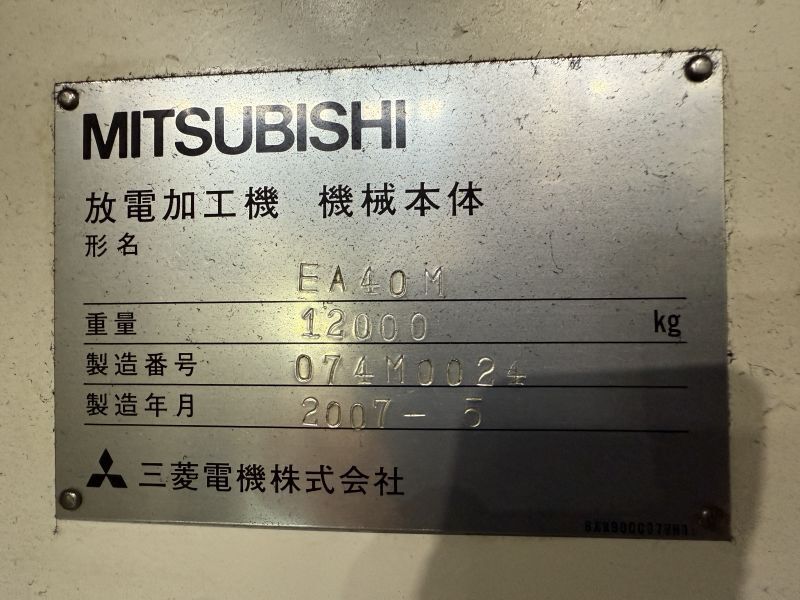 MITSUBISHI
放電加工機 機械本体
形名 EA40M
重量 12000 kg
製造番号 074M0024
製造年月 2007-5
三菱電機株式会社